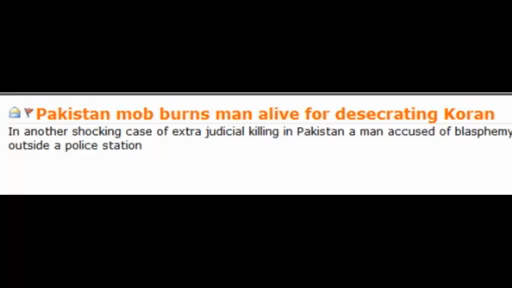 Pakistan mob burns man alive for desecrating Koran
In another shocking case of extra judicial killing in Pakistan a man accused of blasphemy
outside a police station